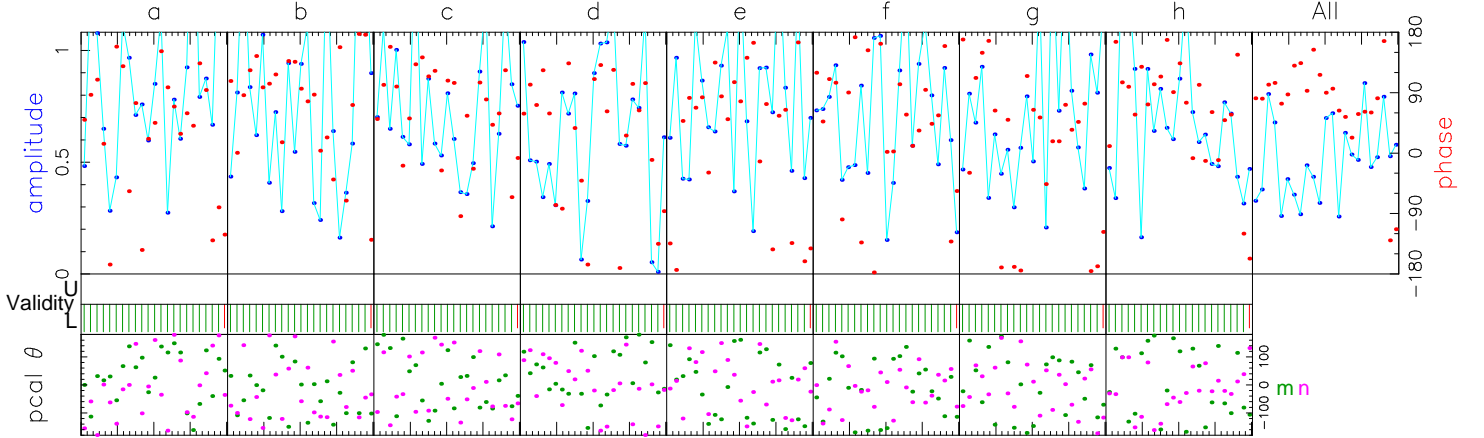 a b c d e f g h All
1 0.5 0
amplitude
180 90 0 −90 −180
phase
Validity U L
pcal θ
100 0 −100
m n